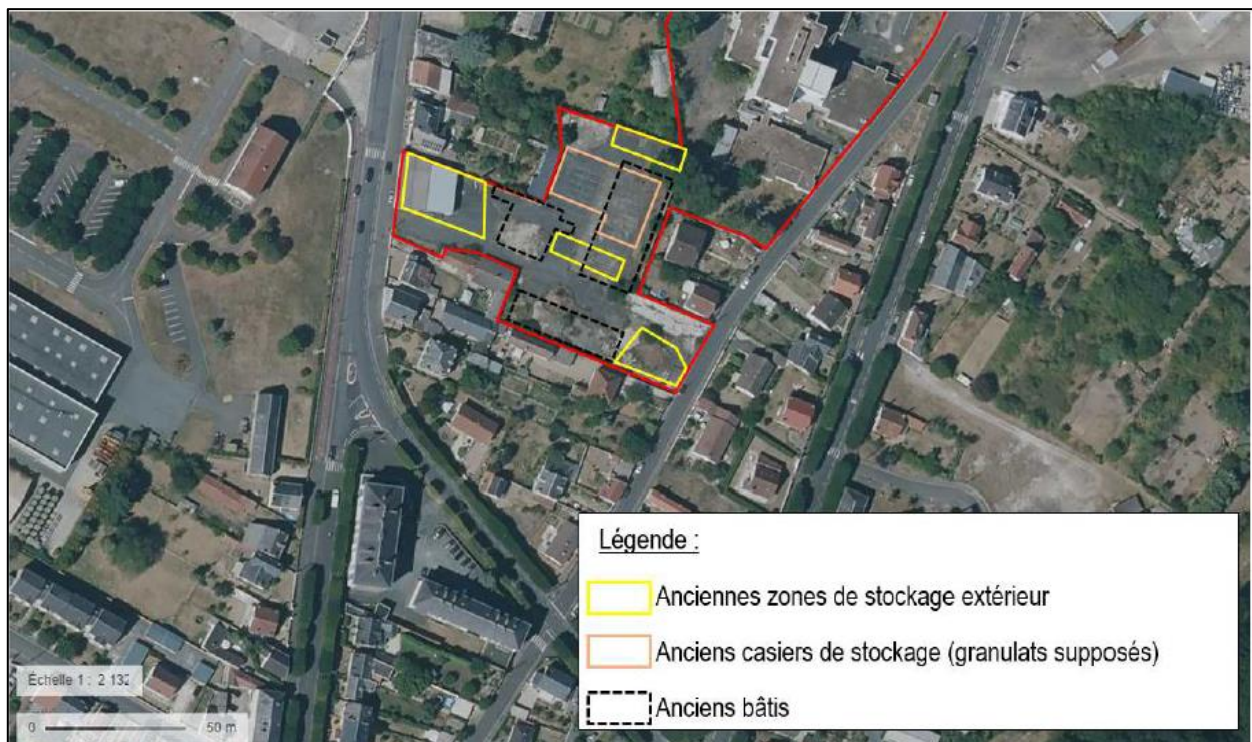 Légende :
Anciennes zones de stockage extérieur
Anciens casiers de stockage (granulats supposés)
Anciens bâtis
Échelle 1 : 2 132
0 50 m